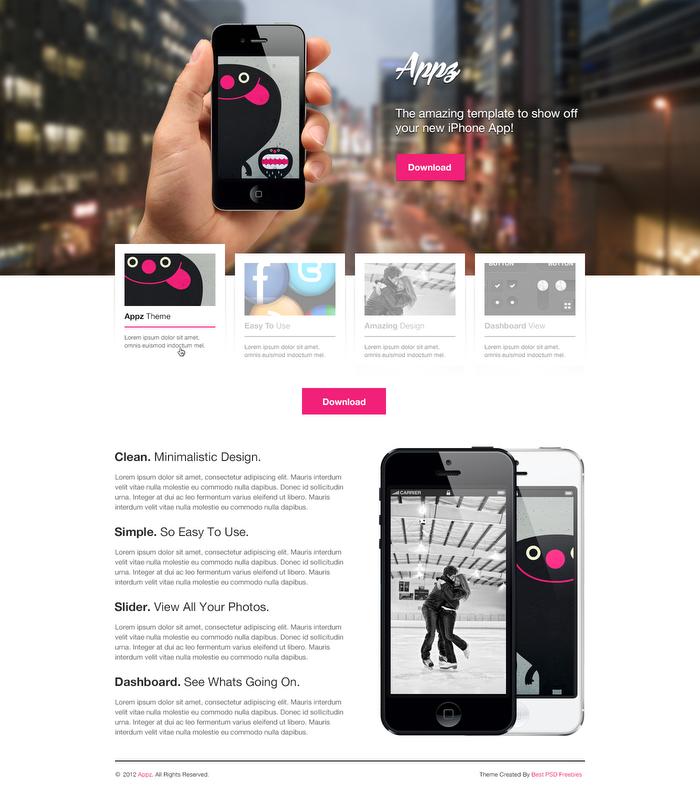 Appz
The amazing template to show off
your new iPhone App!
Download
Appz Theme
Lorem ipsum dolor sit amet,
omnis euismod indoctum mel.
Easy To Use
Lorem ipsum dolor sit amet,
omnis euismod indoctum mel.
Amazing Design
Lorem ipsum dolor sit amet,
omnis euismod indoctum mel.
BUTTON
Dashboard View
Lorem ipsum dolor sit amet,
omnis euismod indoctum mel.
Download
Clean. Minimalistic Design.
Lorem ipsum dolor sit amet, consectetur adipiscing elit. Mauris interdum
velit vitae nulla molestie eu commodo nulla dapibus. Donec id sollicitudin
urna. Integer at dui ac leo fermentum varius eleifend ut libero. Mauris
interdum velit vitae nulla molestie eu commodo nulla dapibus.
Simple. So Easy To Use.
Lorem ipsum dolor sit amet, consectetur adipiscing elit. Mauris interdum
velit vitae nulla molestie eu commodo nulla dapibus. Donec id sollicitudin
urna. Integer at dui ac leo fermentum varius eleifend ut libero. Mauris
interdum velit vitae nulla molestie eu commodo nulla dapibus.
Slider. View All Your Photos.
Lorem ipsum dolor sit amet, consectetur adipiscing elit. Mauris interdum
velit vitae nulla molestie eu commodo nulla dapibus. Donec id sollicitudin
urna. Integer at dui ac leo fermentum varius eleifend ut libero. Mauris
interdum velit vitae nulla molestie eu commodo nulla dapibus.
Dashboard. See Whats Going On.
Lorem ipsum dolor sit amet, consectetur adipiscing elit. Mauris interdum
velit vitae nulla molestie eu commodo nulla dapibus. Donec id sollicitudin
urna. Integer at dui ac leo fermentum varius eleifend ut libero. Mauris
interdum velit vitae nulla molestie eu commodo nulla dapibus.
CARRIER
© 2012 Appz. All Rights Reserved.
Theme Created By Best PSD Freebies